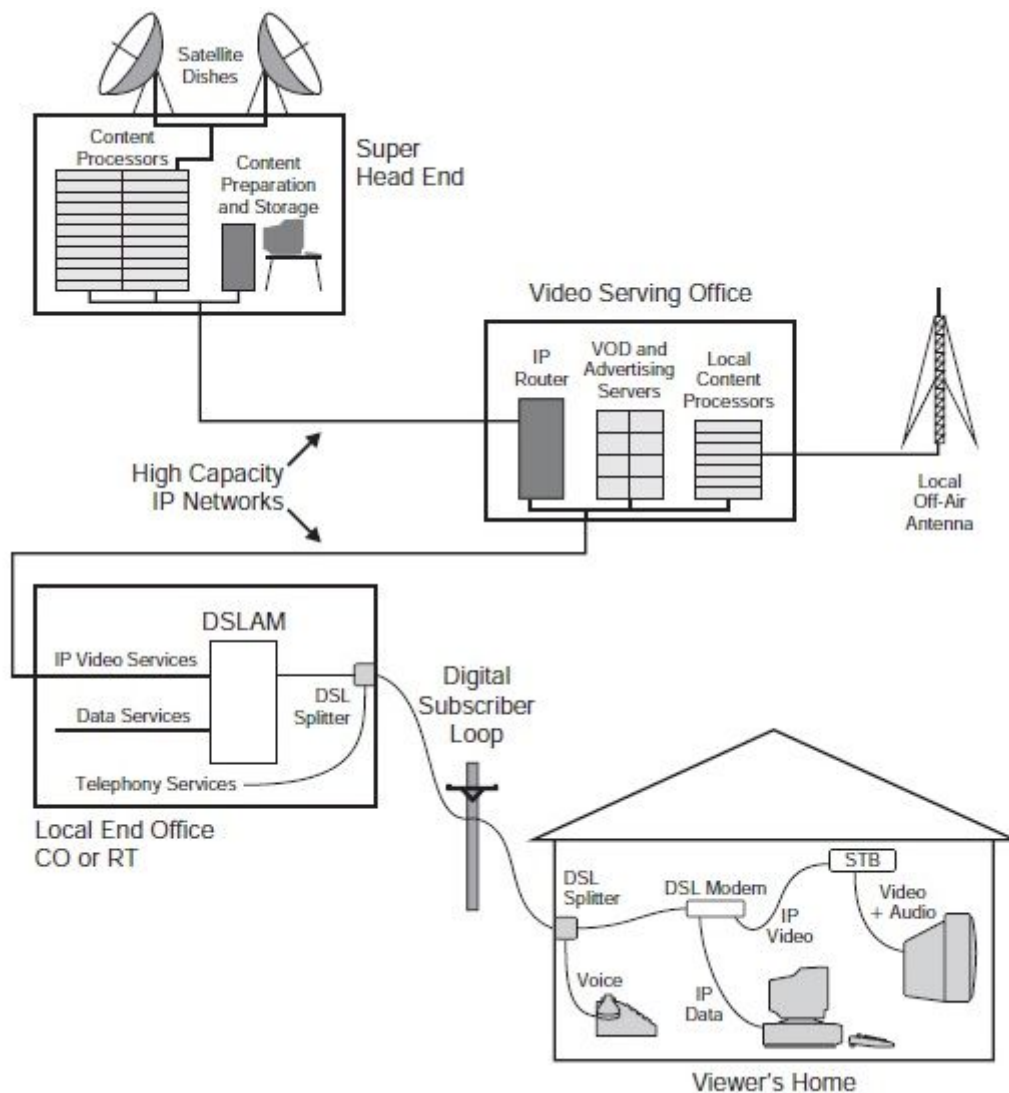 Satellite
Dishes
Content
Processors
Content
Preparation
and Storage
Super
Head End
Video Serving Office
IP
Router
VOD and
Advertising
Servers
Local
Content
Processors
High Capacity
IP Networks
Local
Off-Air
Antenna
DSLAM
IP Video Services
Data Services
DSL
Splitter
Telephony Services
Local End Office
CO or RT
Digital
Subscriber
Loop
DSL
Splitter
DSL Modem
STB
IP
Video
Video
+ Audio
Voice
IP
Data
Viewer's Home